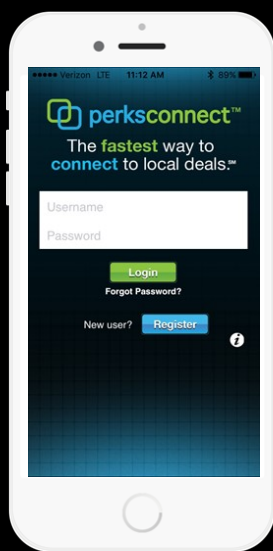 Verizon LTE 11:12 AM 89%
perksconnect™
The fastest way to
connect to local deals.℠
Username
Password
Login
Forgot Password?
New user? Register
i